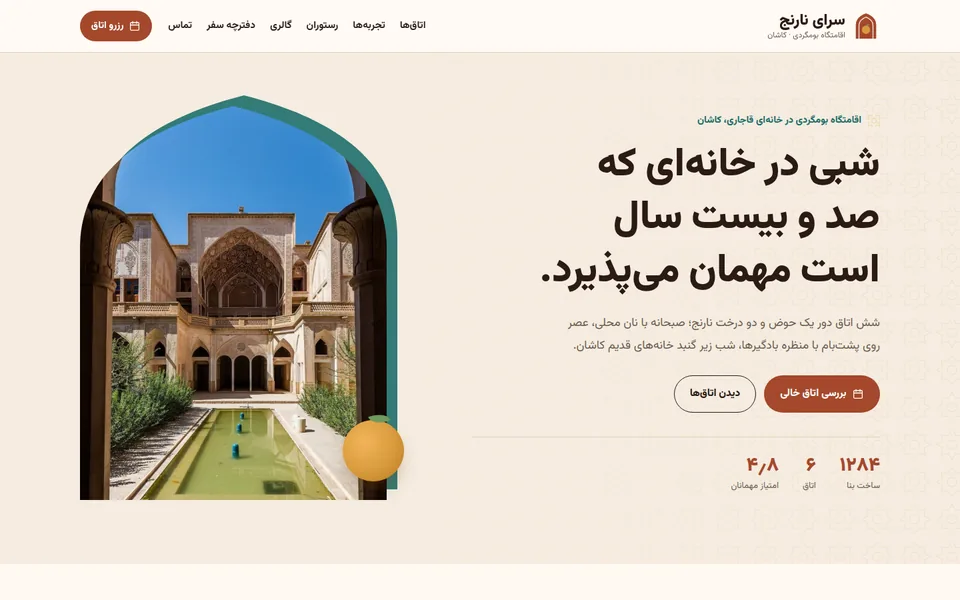 سرای نارنج
اقامتگاه بومگردی · کاشان
اتاق‌ها
تجربه‌ها
رستوران
گالری
دفترچه سفر
تماس
رزرو اتاق
اقامتگاه بومگردی در خانه‌ای قاجاری، کاشان
شبی در خانه‌ای که
صد و بیست سال
است مهمان می‌پذیرد.
شش اتاق دور یک حوض و دو درخت نارنج؛ صبحانه با نان محلی، عصر
روی پشت‌بام با منظره بادگیرها، شب زیر گنبد خانه‌های قدیم کاشان.
بررسی اتاق خالی
دیدن اتاق‌ها
۱۲۸۴
ساخت بنا
۶
اتاق
۴٫۸
امتیاز مهمانان